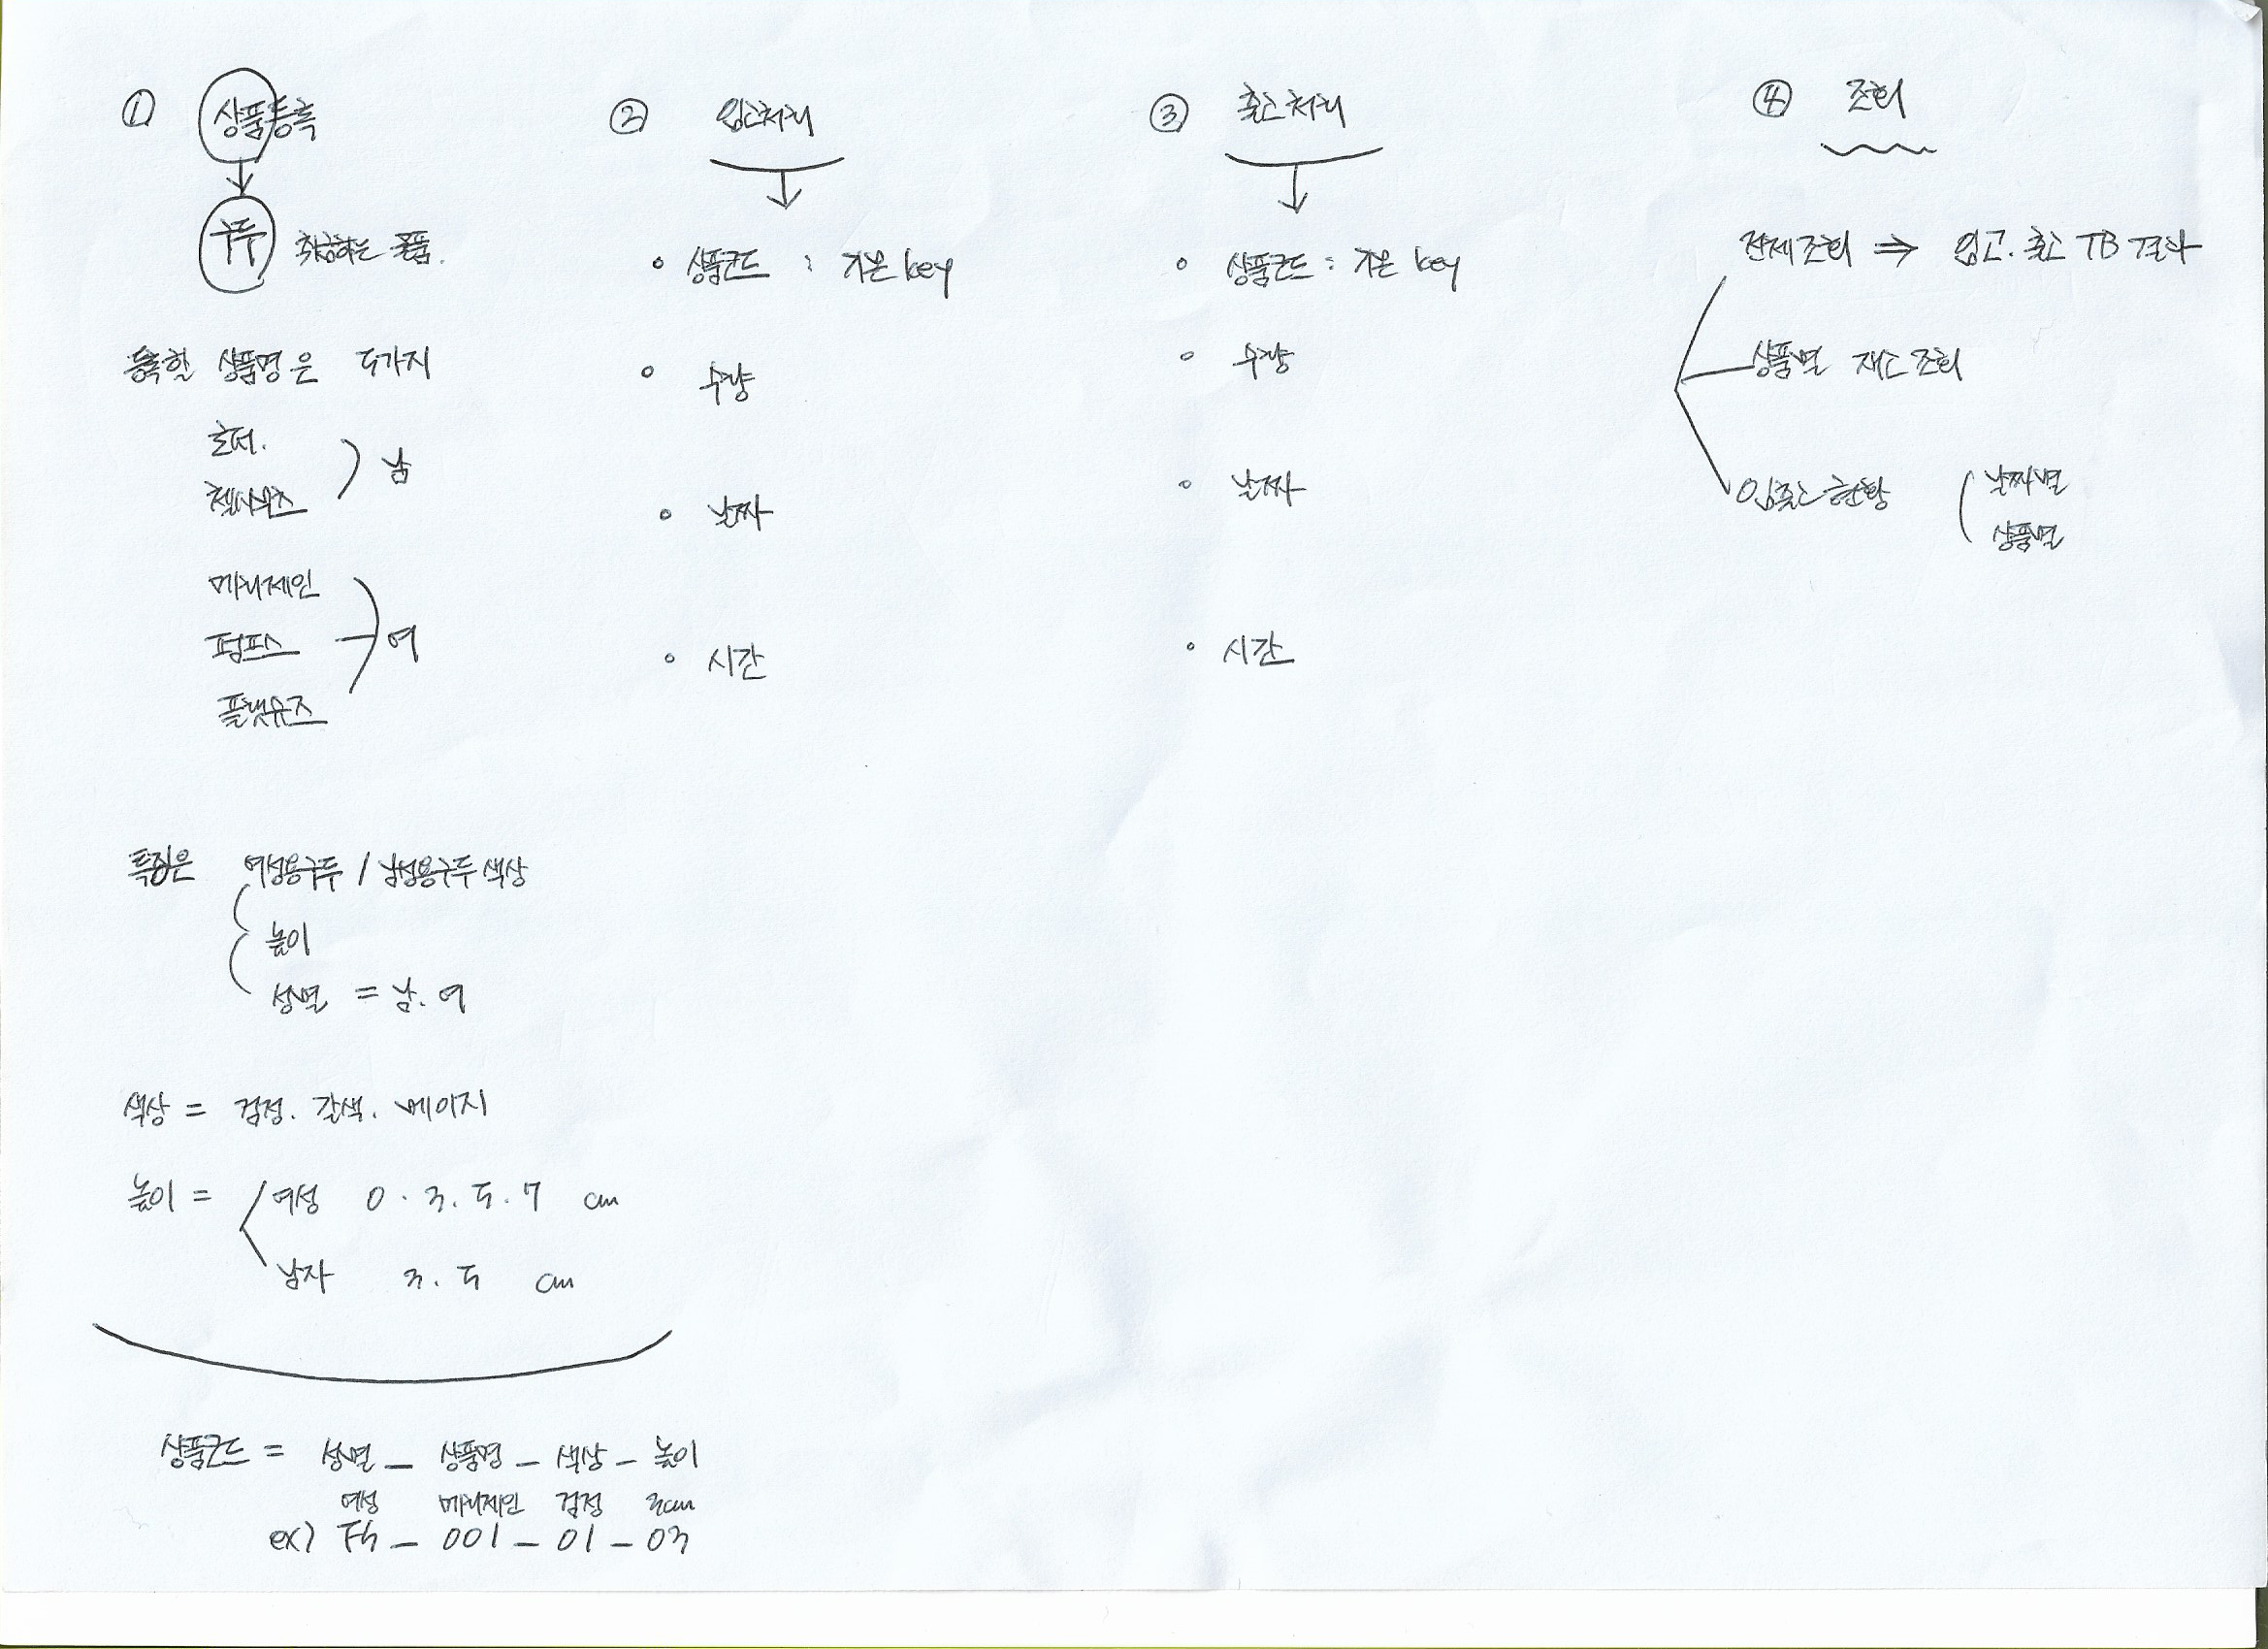 ① 상품등록
구두 취급하는 품품.
등록할 상품명은 5가지
로퍼.
첼시부츠
남
메리제인
펌프스
여
플랫슈즈
특징은 여성용구두 / 남성용구두 색상
높이
성별 = 남. 여
색상 = 검정. 갈색. 베이지
높이 = 여성 0 . 3. 5. 7 cm
남자 3. 5 cm
상품코드 = 성별 – 상품명 – 색상 – 높이
여성 메리제인 검정 3cm
ex) FS – 001 – 01 – 03
② 입고처리
상품코드 : 기본 key
수량
날짜
시간
③ 출고처리
상품코드 : 기본 key
수량
날짜
시간
④ 조회
전체조회 ⇒ 입고. 출고 TB 결과
상품별 재고 조회
입출고 현황
날짜별
상품별